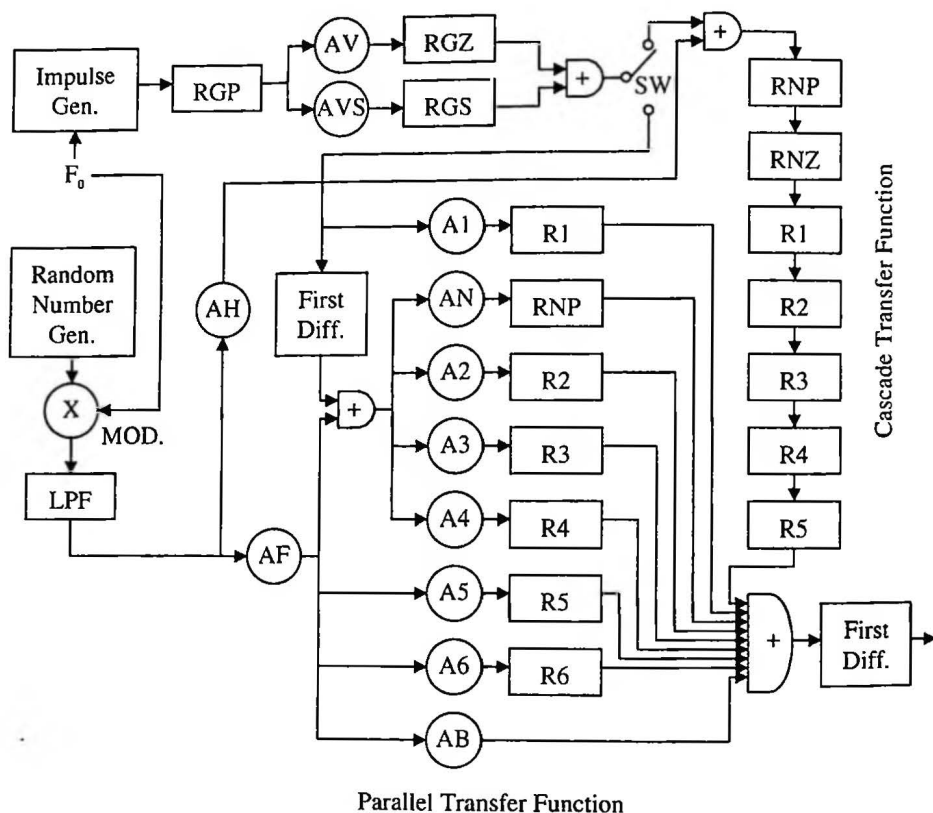 Impulse
Gen.
RGP
AV
RGZ
AVS
RGS
+
SW
+
RNP
RNZ
R1
R2
R3
R4
R5
Cascade Transfer Function
F₀
Random
Number
Gen.
X
MOD.
LPF
AH
AF
First
Diff.
+
A1
R1
AN
RNP
A2
R2
A3
R3
A4
R4
A5
R5
A6
R6
AB
+
First
Diff.
Parallel Transfer Function